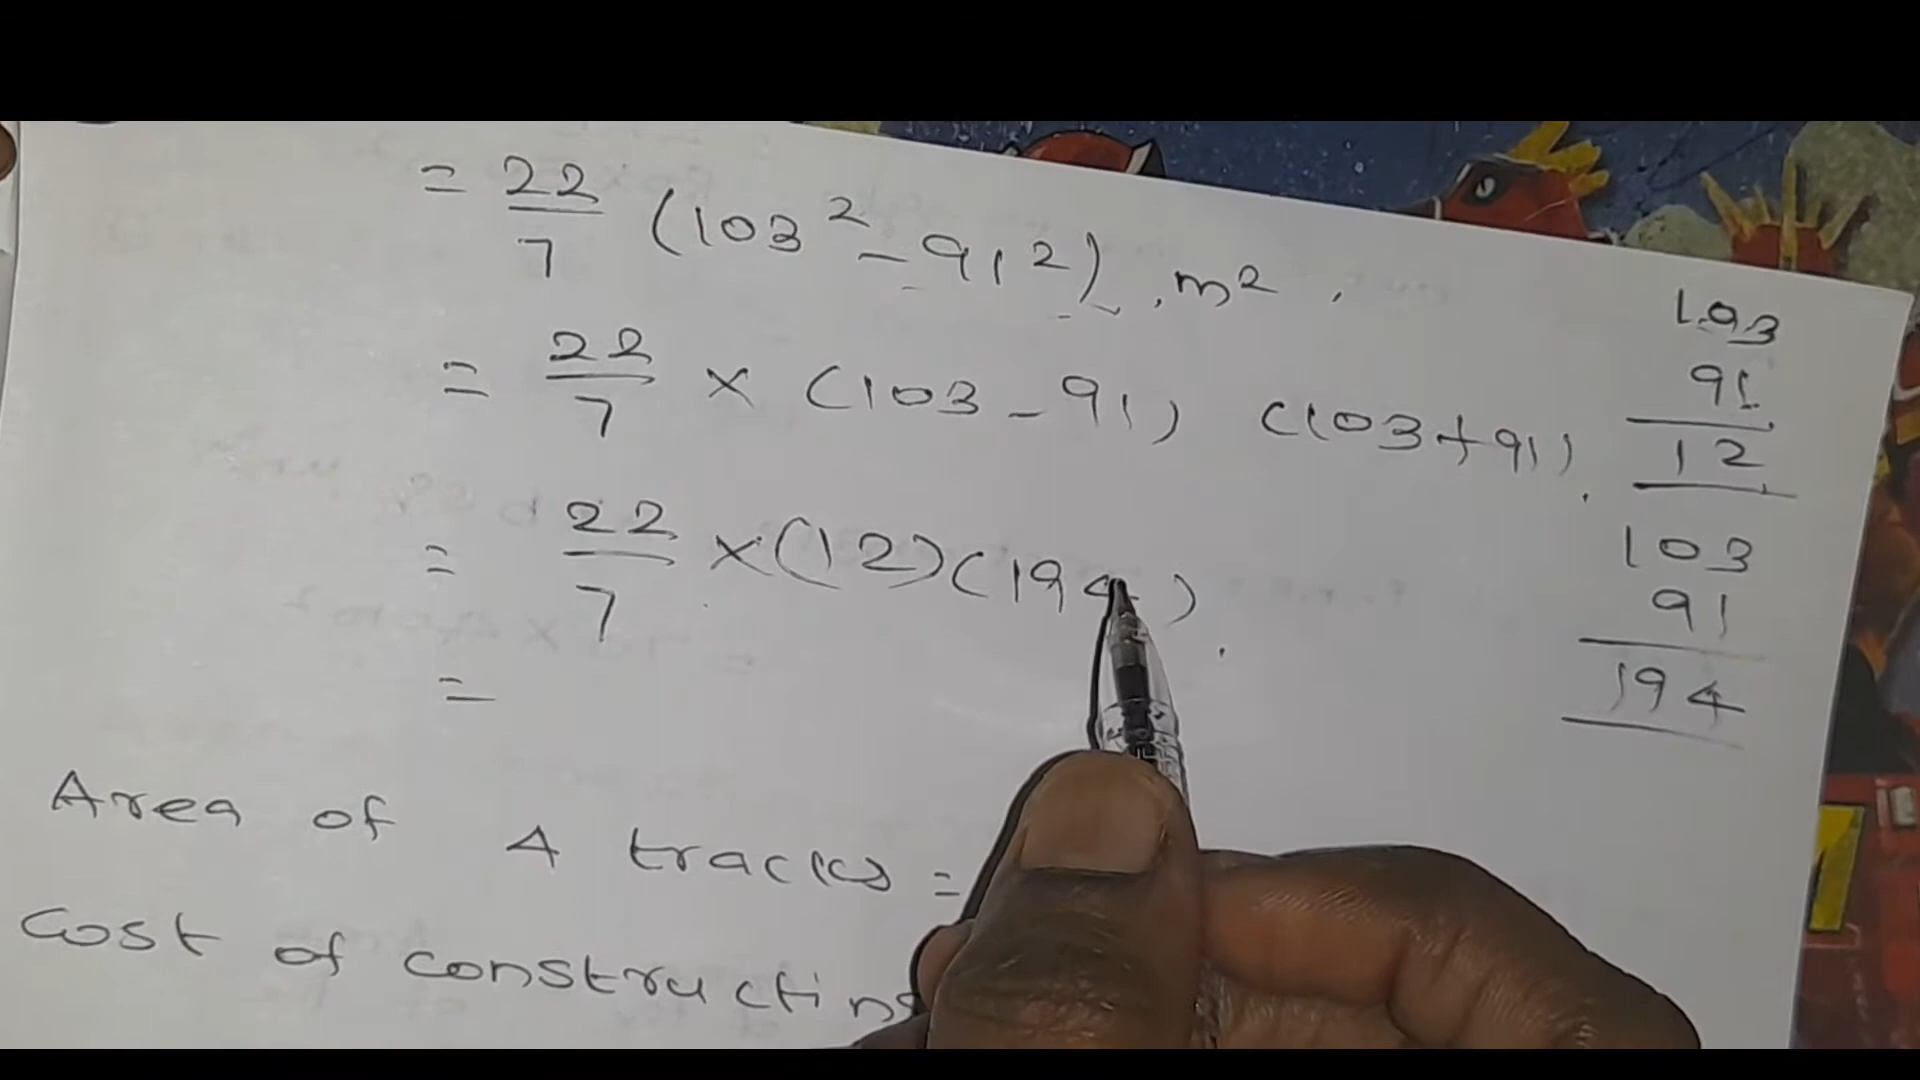 = 22/7 (103² - 91²) . m² .
= 22/7 × (103 - 91) (103 + 91).
= 22/7 × (12) (194) .
=
Area of 4 tracks =
Cost of construction
103
91
12
103
91
194